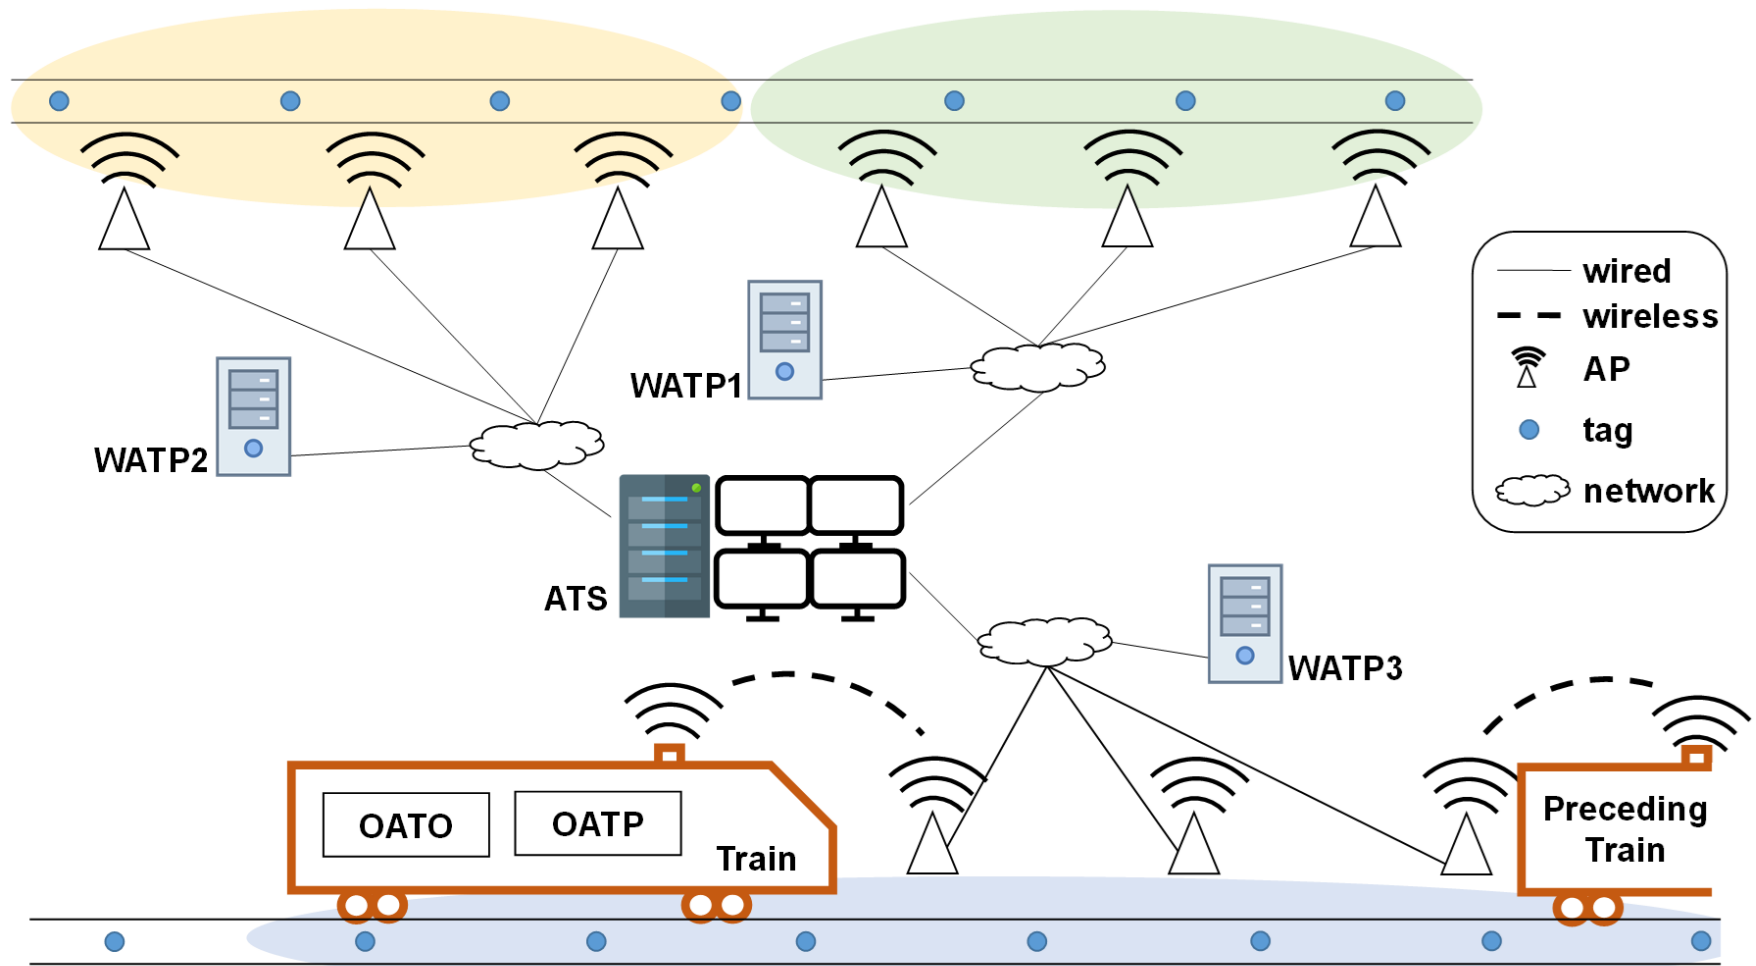 wired
wireless
AP
tag
network
WATP1
WATP2
ATS
WATP3
OATO
OATP
Train
Preceding
Train